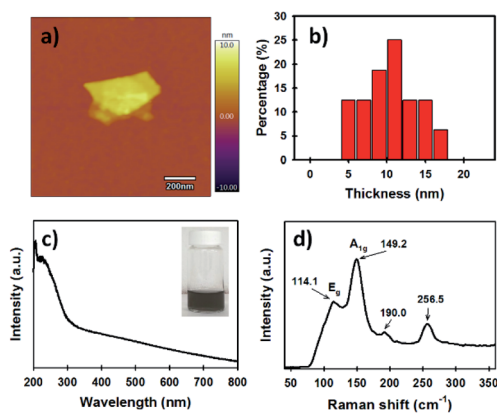 a)
nm
10.0
0.00
-10.00
200nm
b)
Percentage (%)
30
25
20
15
10
5
0
0 10 20
Thickness (nm)
c)
Intensity (a.u.)
200 300 400 500 600 700 800
Wavelength (nm)
d)
Intensity (a.u.)
A1g
149.2
114.1
Eg
190.0
256.5
50 100 150 200 250 300 350
Raman shift (cm⁻¹)